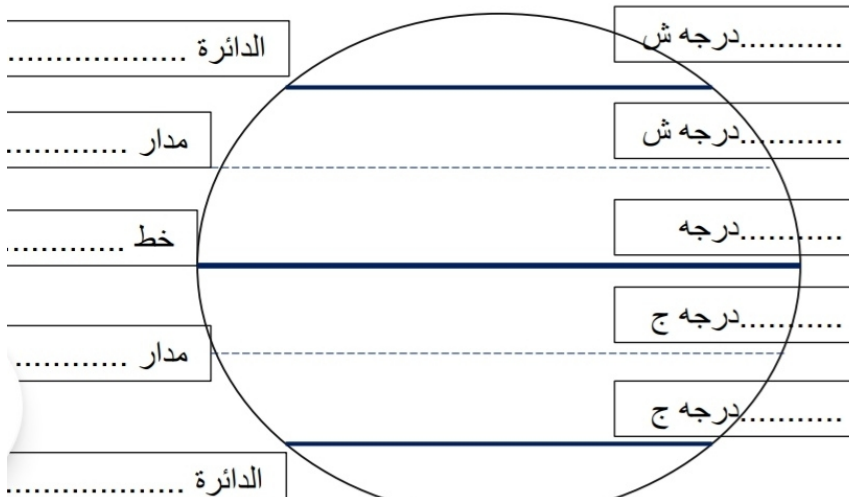 ...........درجه ش
الدائرة ...................
...........درجه ش
مدار .............
...........درجه
خط .............
...........درجه ج
مدار ............
...........درجه ج
الدائرة ...................